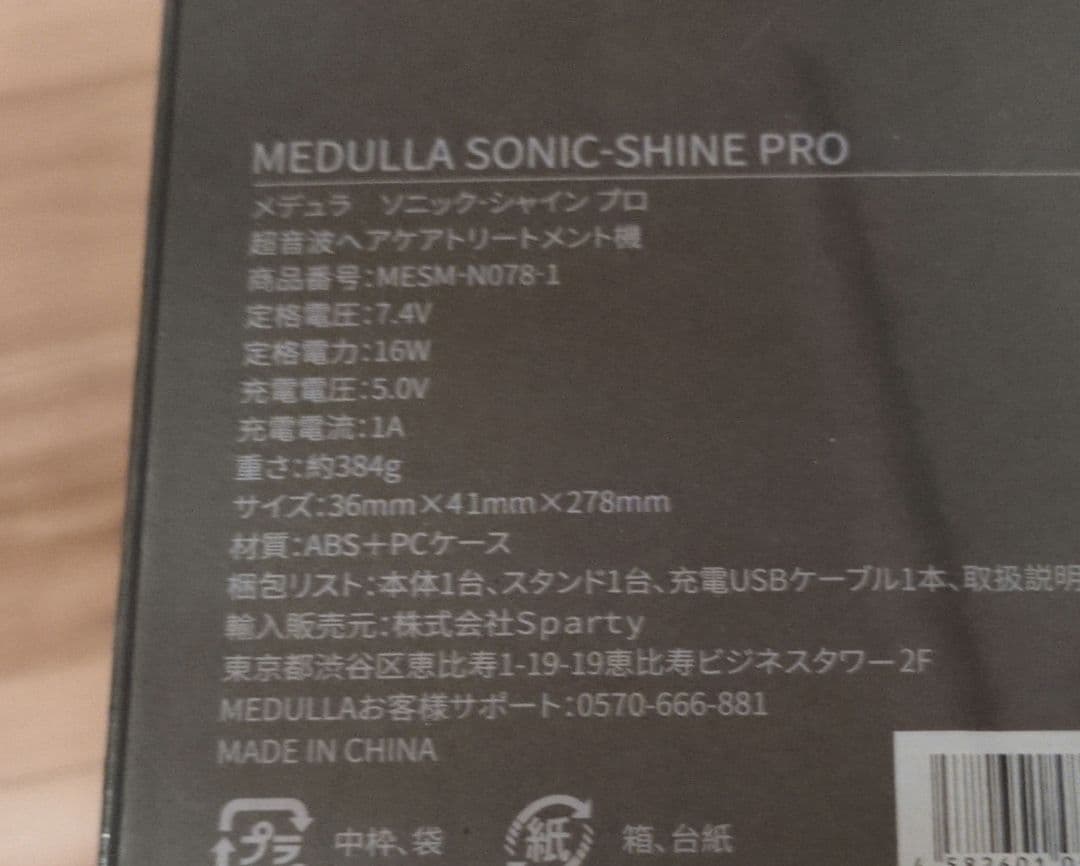 MEDULLA SONIC-SHINE PRO
メデュラ　ソニック·シャイン プロ
超音波ヘアケアトリートメント機
商品番号：MESM-N078-1
定格電圧：7.4V
定格電力：16W
充電電圧：5.0V
充電電流：1A
重さ：約384g
サイズ：36mm×41mm×278mm
材質：ABS＋PCケース
梱包リスト：本体1台、スタンド1台、充電USBケーブル1本、取扱説明
輸入販売元：株式会社Sparty
東京都渋谷区恵比寿1-19-19恵比寿ビジネスタワー2F
MEDULLAお客様サポート：0570-666-881
MADE IN CHINA
プラ 中枠、袋 紙 箱、台紙